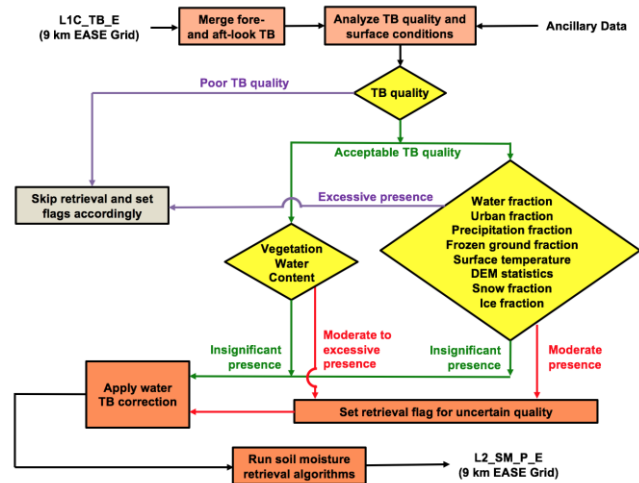 L1C_TB_E
(9 km EASE Grid)
Merge fore-
and aft-look TB
Analyze TB quality and
surface conditions
Ancillary Data
Poor TB quality
TB quality
Acceptable TB quality
Skip retrieval and set
flags accordingly
Excessive presence
Water fraction
Urban fraction
Precipitation fraction
Frozen ground fraction
Surface temperature
DEM statistics
Snow fraction
Ice fraction
Vegetation
Water
Content
Insignificant
presence
Moderate to
excessive
presence
Insignificant
presence
Moderate
presence
Apply water
TB correction
Set retrieval flag for uncertain quality
Run soil moisture
retrieval algorithms
L2_SM_P_E
(9 km EASE Grid)